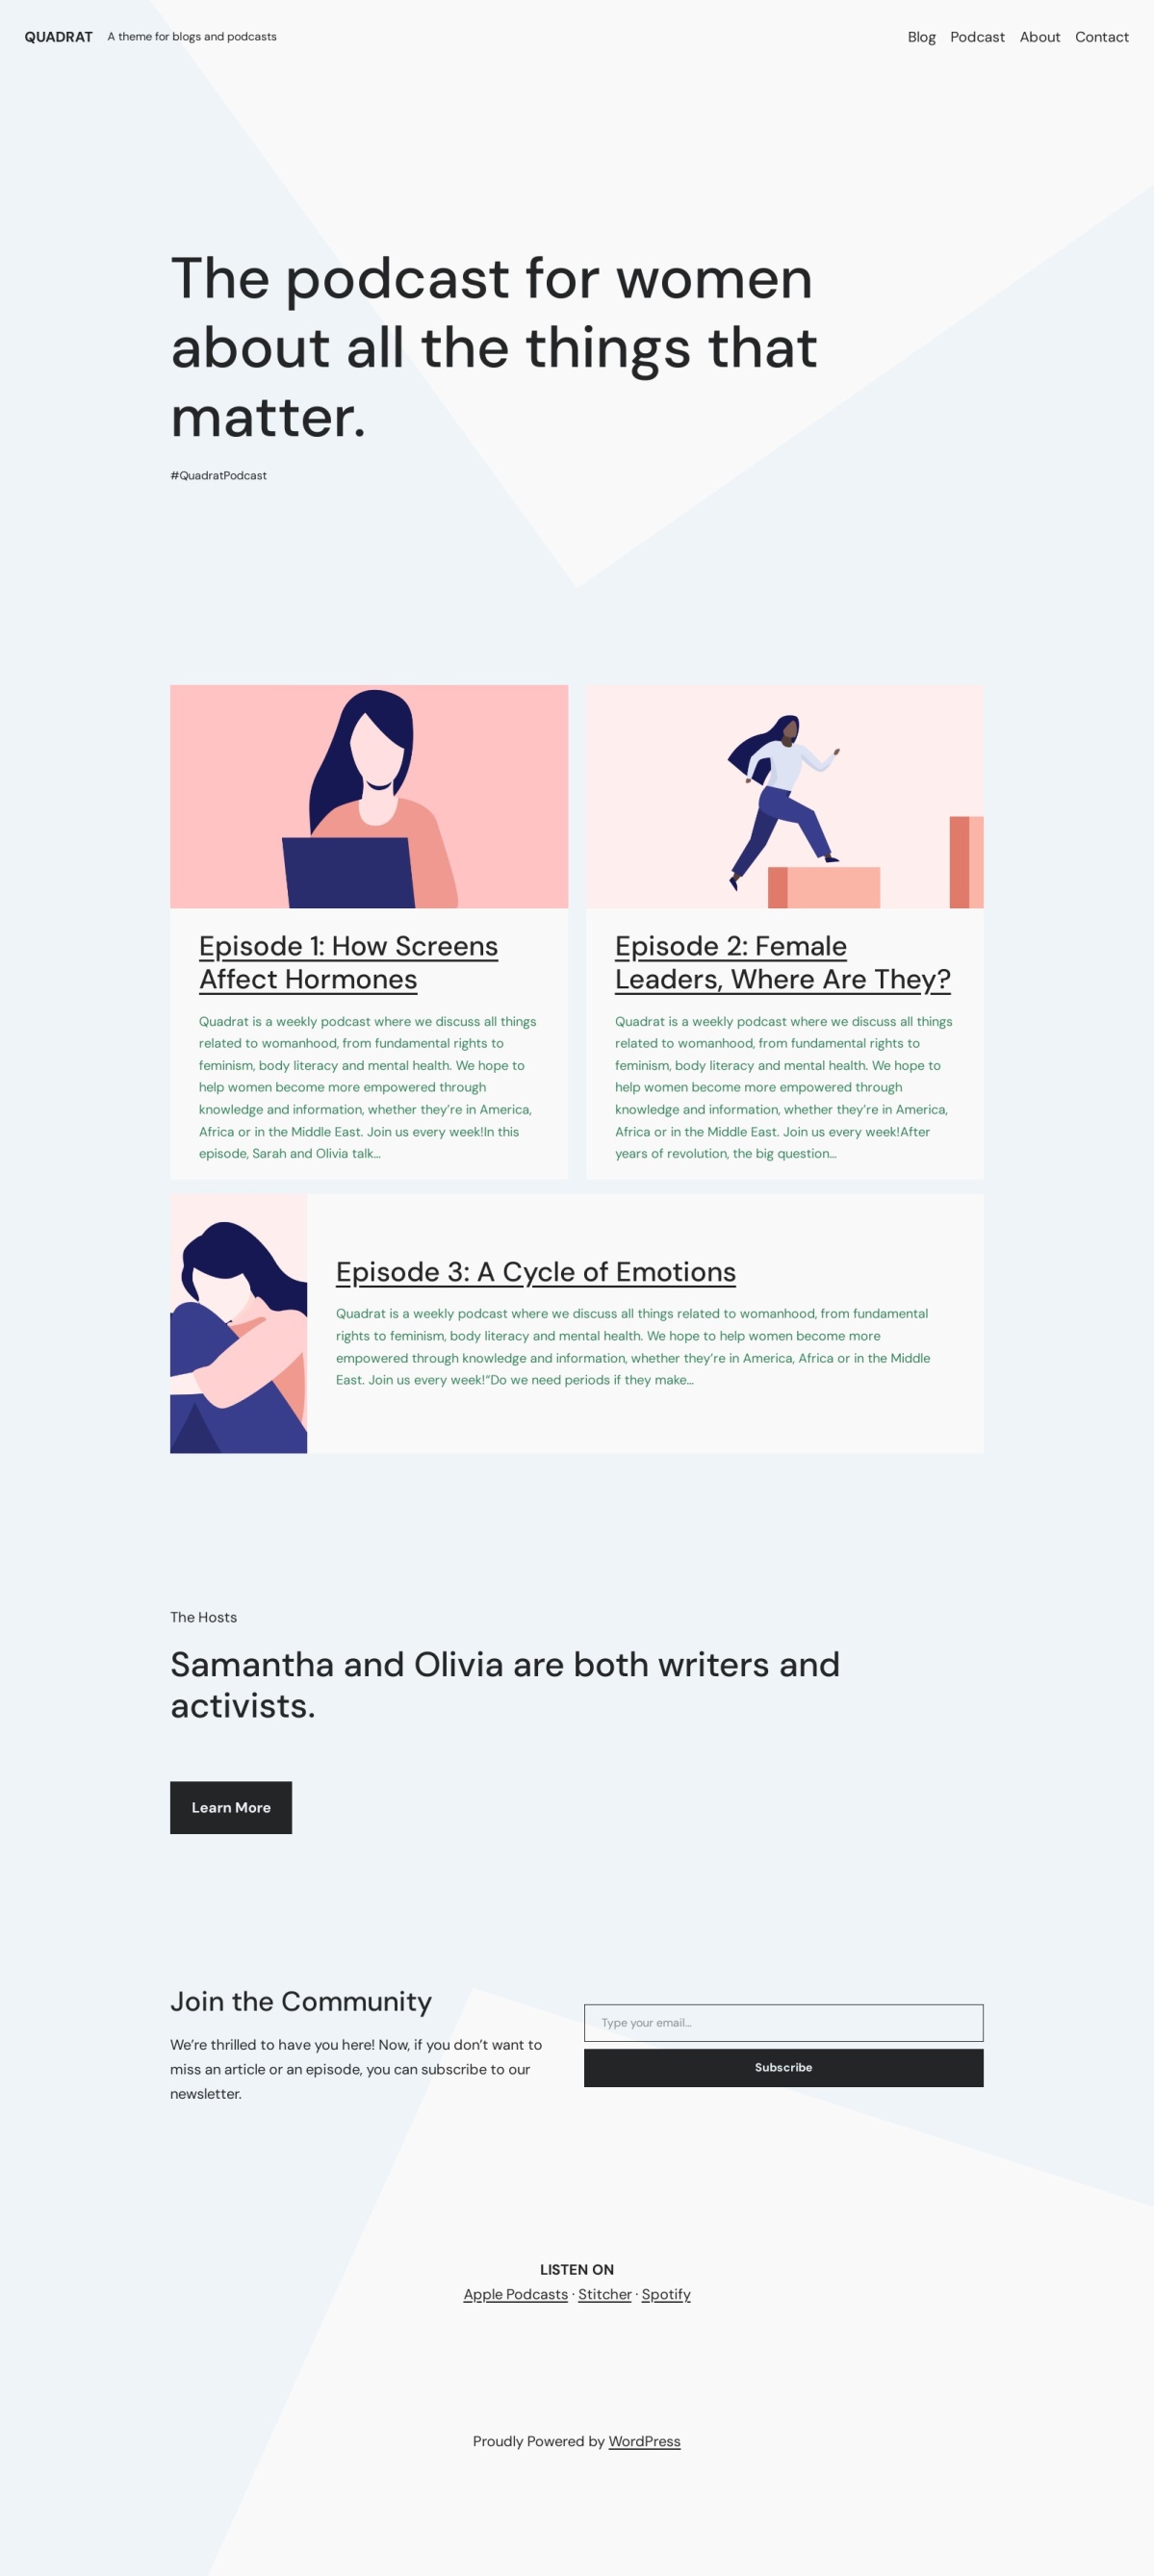 QUADRAT A theme for blogs and podcasts
Blog Podcast About Contact
The podcast for women
about all the things that
matter.
#QuadratPodcast
Episode 1: How Screens
Affect Hormones
Quadrat is a weekly podcast where we discuss all things
related to womanhood, from fundamental rights to
feminism, body literacy and mental health. We hope to
help women become more empowered through
knowledge and information, whether they’re in America,
Africa or in the Middle East. Join us every week!In this
episode, Sarah and Olivia talk…
Episode 2: Female
Leaders, Where Are They?
Quadrat is a weekly podcast where we discuss all things
related to womanhood, from fundamental rights to
feminism, body literacy and mental health. We hope to
help women become more empowered through
knowledge and information, whether they’re in America,
Africa or in the Middle East. Join us every week!After
years of revolution, the big question…
Episode 3: A Cycle of Emotions
Quadrat is a weekly podcast where we discuss all things related to womanhood, from fundamental
rights to feminism, body literacy and mental health. We hope to help women become more
empowered through knowledge and information, whether they’re in America, Africa or in the Middle
East. Join us every week!“Do we need periods if they make…
The Hosts
Samantha and Olivia are both writers and
activists.
Learn More
Join the Community
We’re thrilled to have you here! Now, if you don’t want to
miss an article or an episode, you can subscribe to our
newsletter.
Type your email…
Subscribe
LISTEN ON
Apple Podcasts · Stitcher · Spotify
Proudly Powered by WordPress